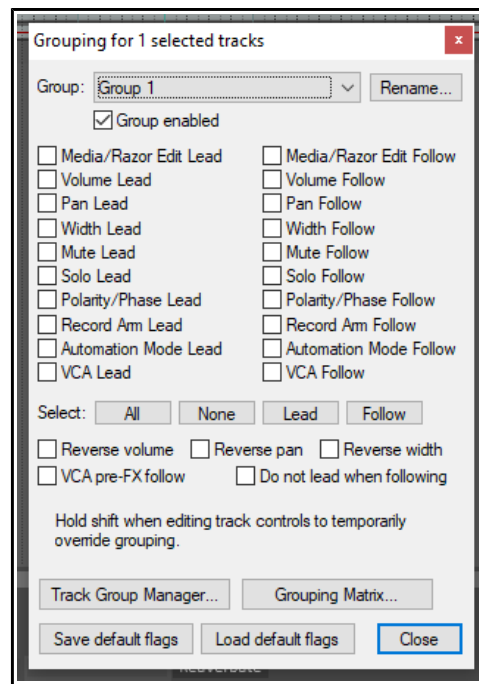 Grouping for 1 selected tracks x
Group: Group 1 Rename...
Group enabled
Media/Razor Edit Lead Media/Razor Edit Follow
Volume Lead Volume Follow
Pan Lead Pan Follow
Width Lead Width Follow
Mute Lead Mute Follow
Solo Lead Solo Follow
Polarity/Phase Lead Polarity/Phase Follow
Record Arm Lead Record Arm Follow
Automation Mode Lead Automation Mode Follow
VCA Lead VCA Follow
Select: All None Lead Follow
Reverse volume Reverse pan Reverse width
VCA pre-FX follow Do not lead when following
Hold shift when editing track controls to temporarily
override grouping.
Track Group Manager... Grouping Matrix...
Save default flags Load default flags Close